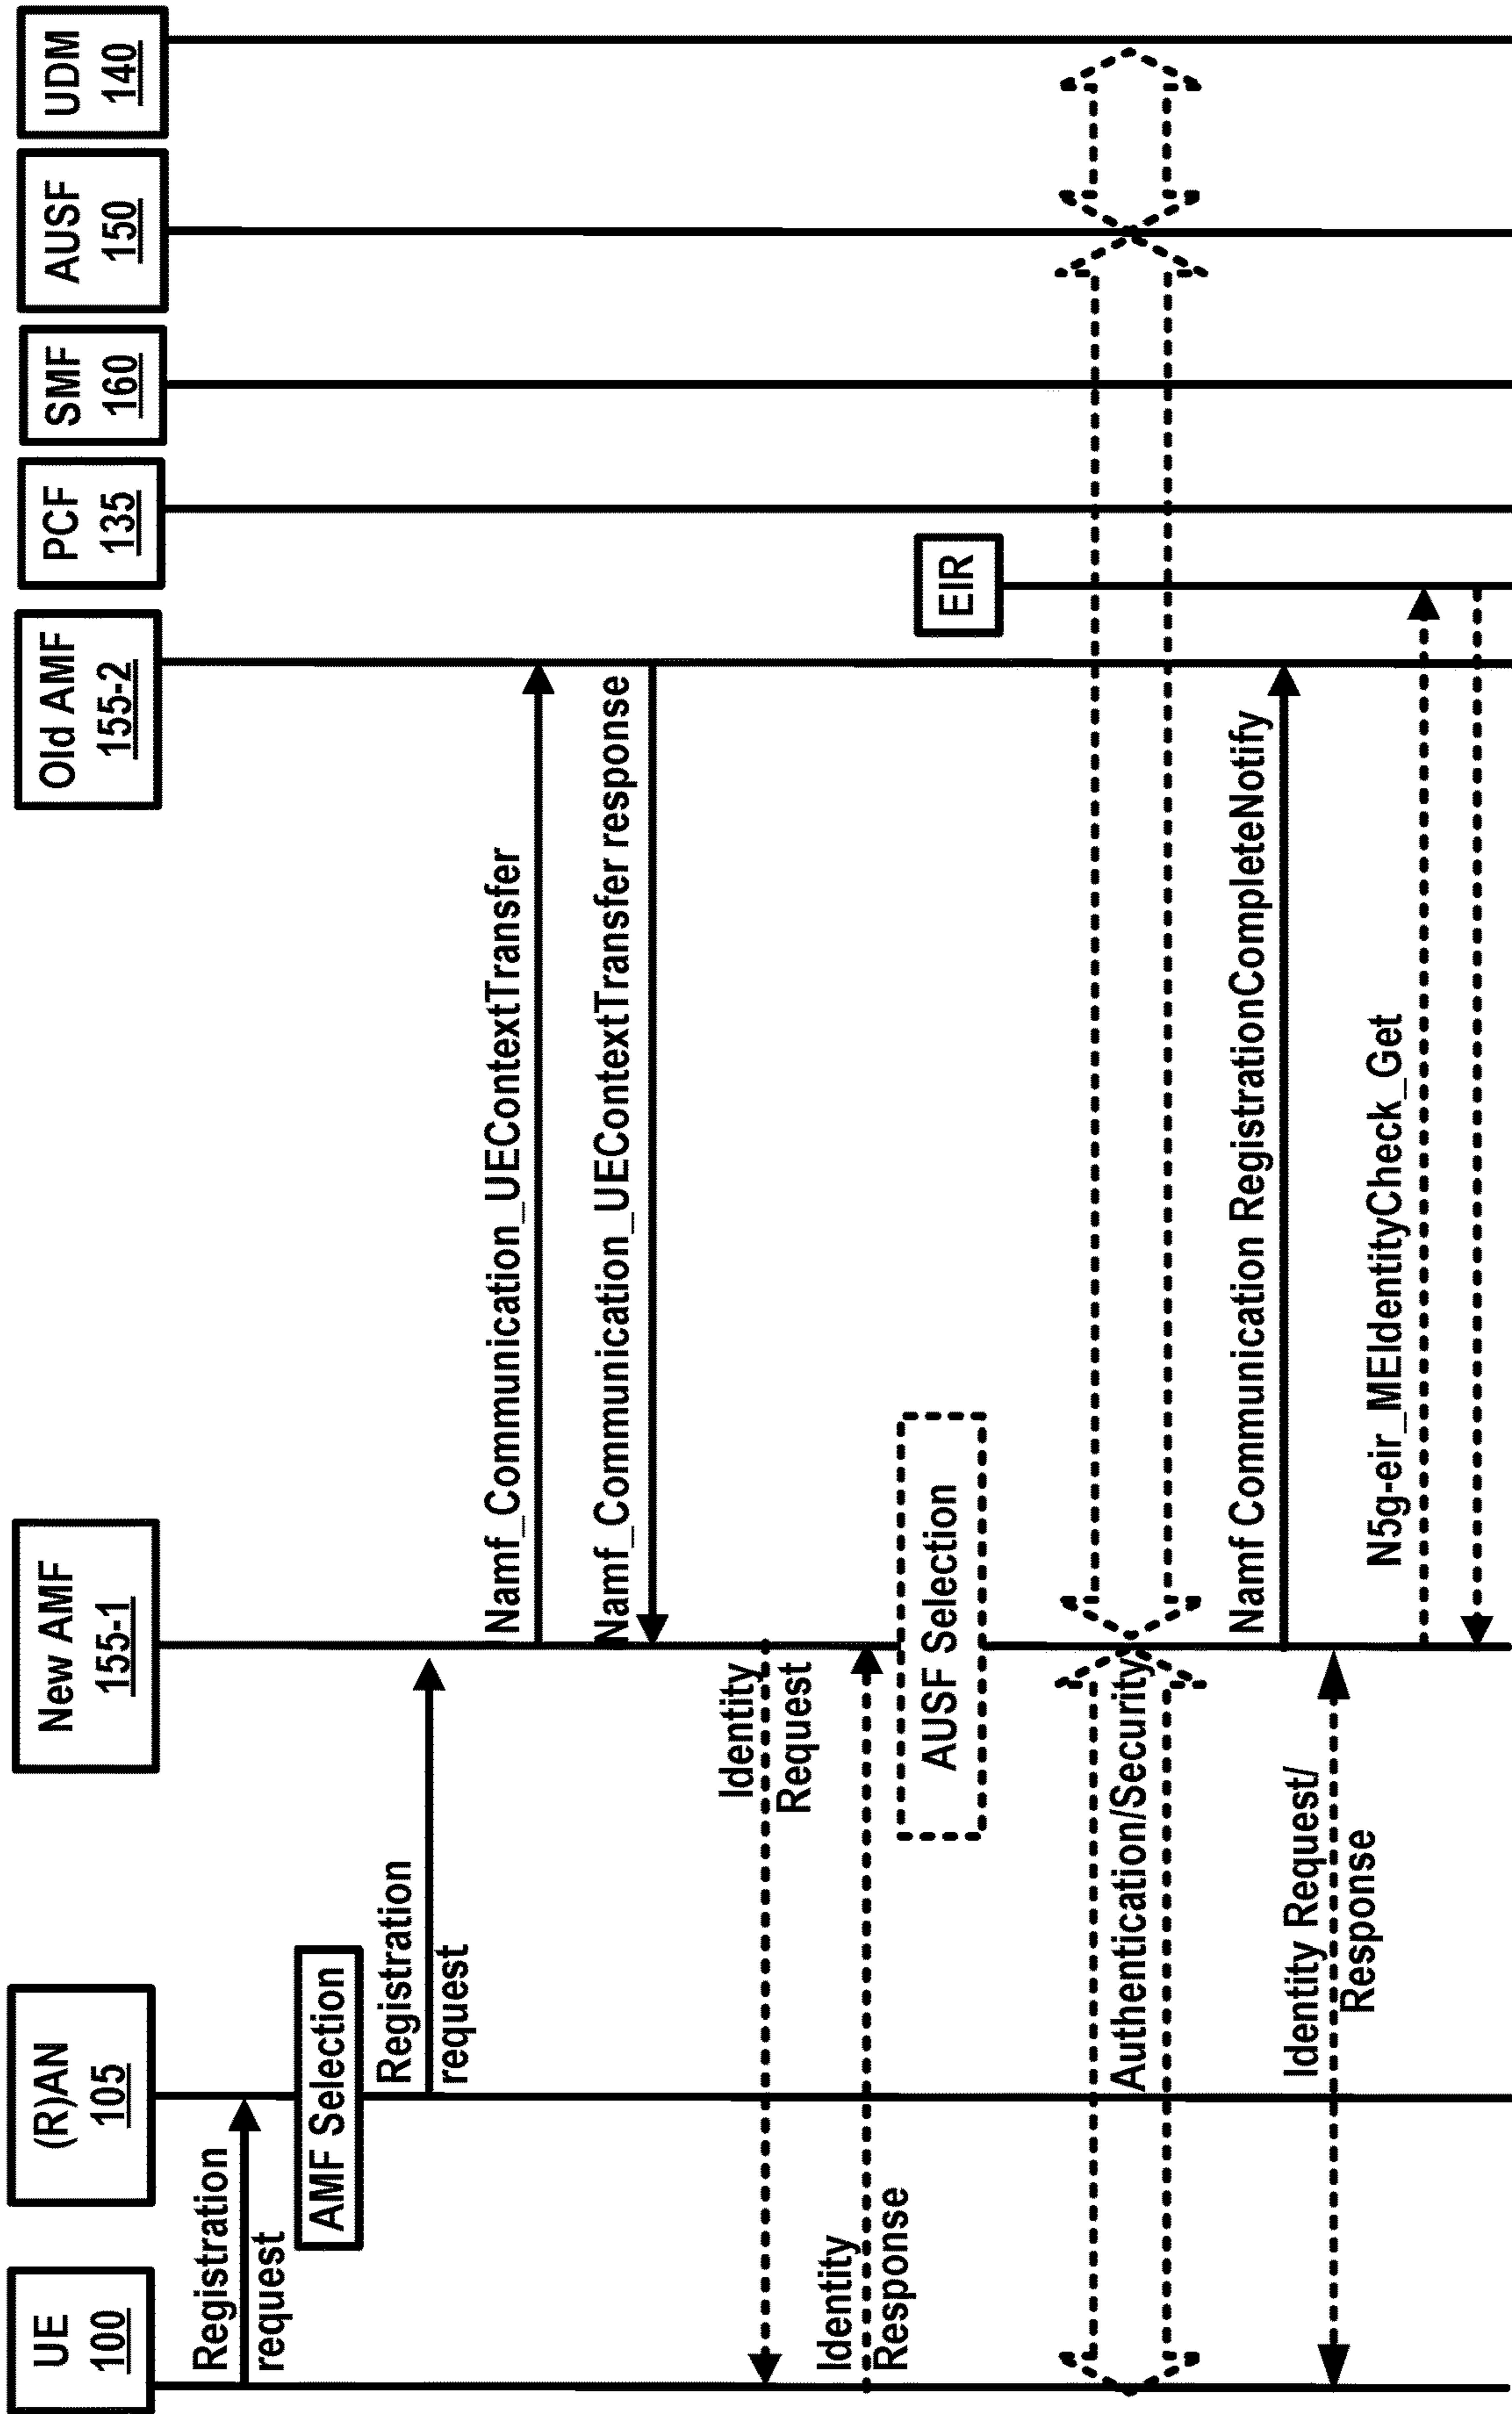 UE
100
(R)AN
105
New AMF
155-1
Old AMF
155-2
PCF
135
SMF
160
AUSF
150
UDM
140
Registration
request
AMF Selection
Registration
request
Namf_Communication_UEContextTransfer
Namf_Communication_UEContextTransfer response
Identity
Request
Identity
Response
AUSF Selection
EIR
Authentication/Security
Namf Communication RegistrationCompleteNotify
Identity Request/
Response
N5g-eir_MEIdentityCheck_Get